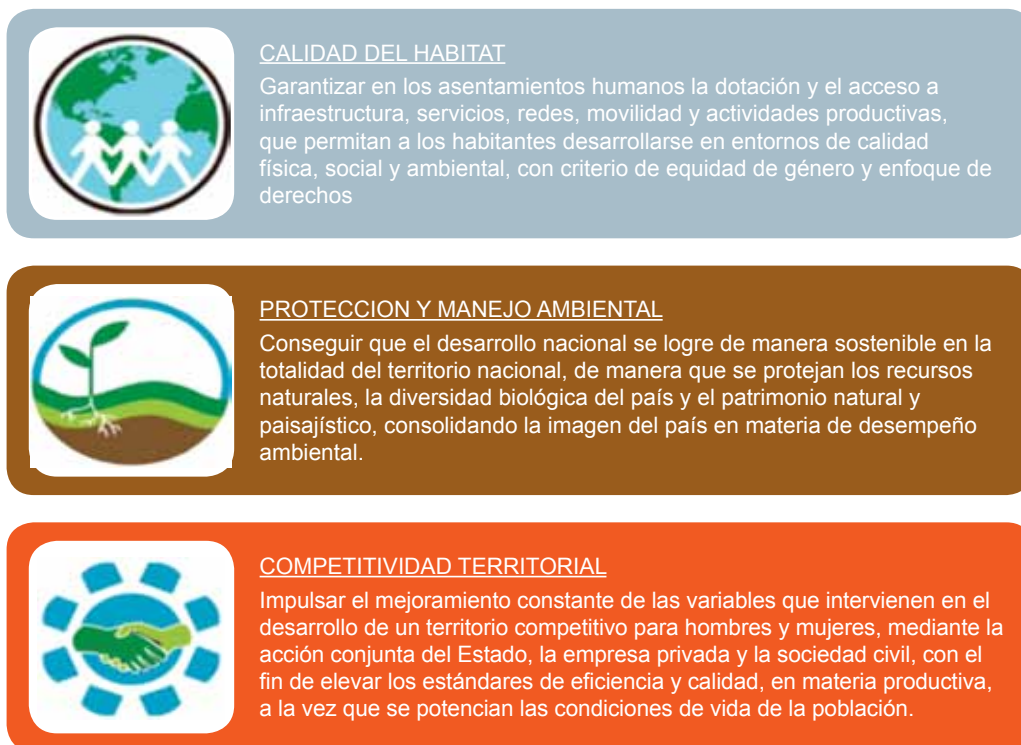 CALIDAD DEL HABITAT
Garantizar en los asentamientos humanos la dotación y el acceso a
infraestructura, servicios, redes, movilidad y actividades productivas,
que permitan a los habitantes desarrollarse en entornos de calidad
física, social y ambiental, con criterio de equidad de género y enfoque de
derechos
PROTECCION Y MANEJO AMBIENTAL
Conseguir que el desarrollo nacional se logre de manera sostenible en la
totalidad del territorio nacional, de manera que se protejan los recursos
naturales, la diversidad biológica del país y el patrimonio natural y
paisajístico, consolidando la imagen del país en materia de desempeño
ambiental.
COMPETITIVIDAD TERRITORIAL
Impulsar el mejoramiento constante de las variables que intervienen en el
desarrollo de un territorio competitivo para hombres y mujeres, mediante la
acción conjunta del Estado, la empresa privada y la sociedad civil, con el
fin de elevar los estándares de eficiencia y calidad, en materia productiva,
a la vez que se potencian las condiciones de vida de la población.